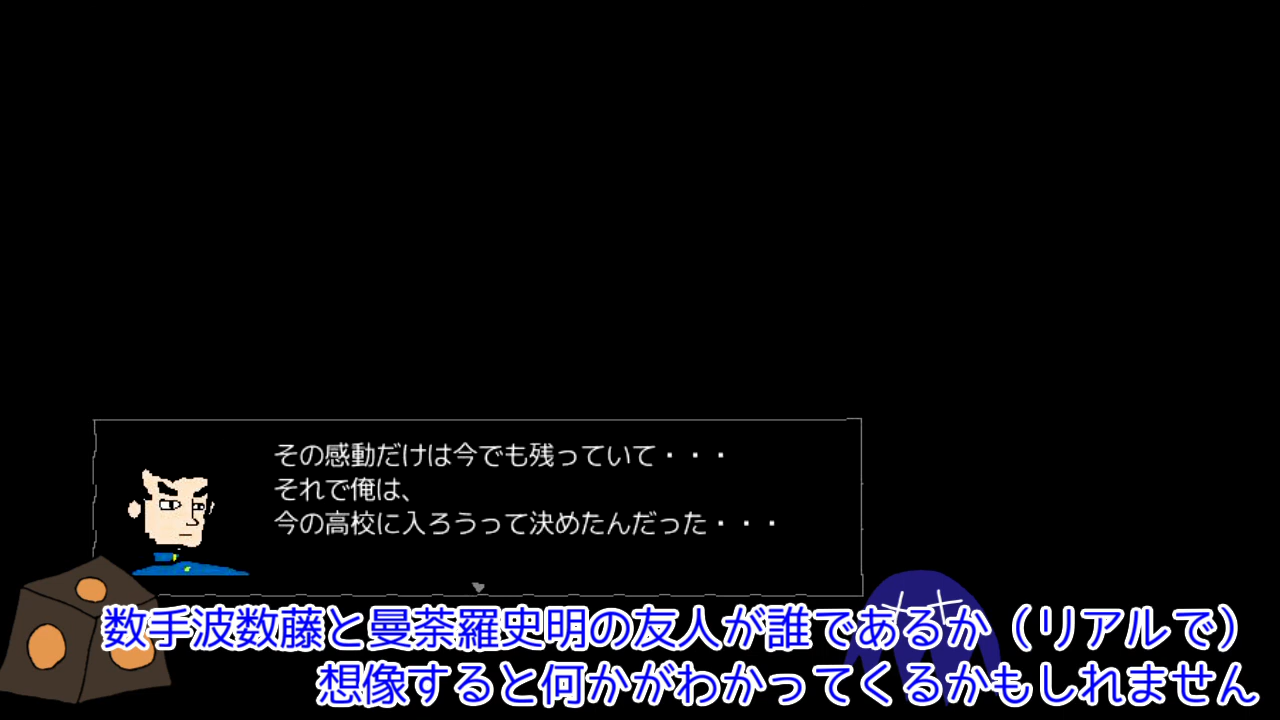 その感動だけは今でも残っていて・・・
それで俺は、
今の高校に入ろうって決めたんだった・・・
数手波数藤と曼荼羅史明の友人が誰であるか（リアルで）
想像すると何かがわかってくるかもしれません